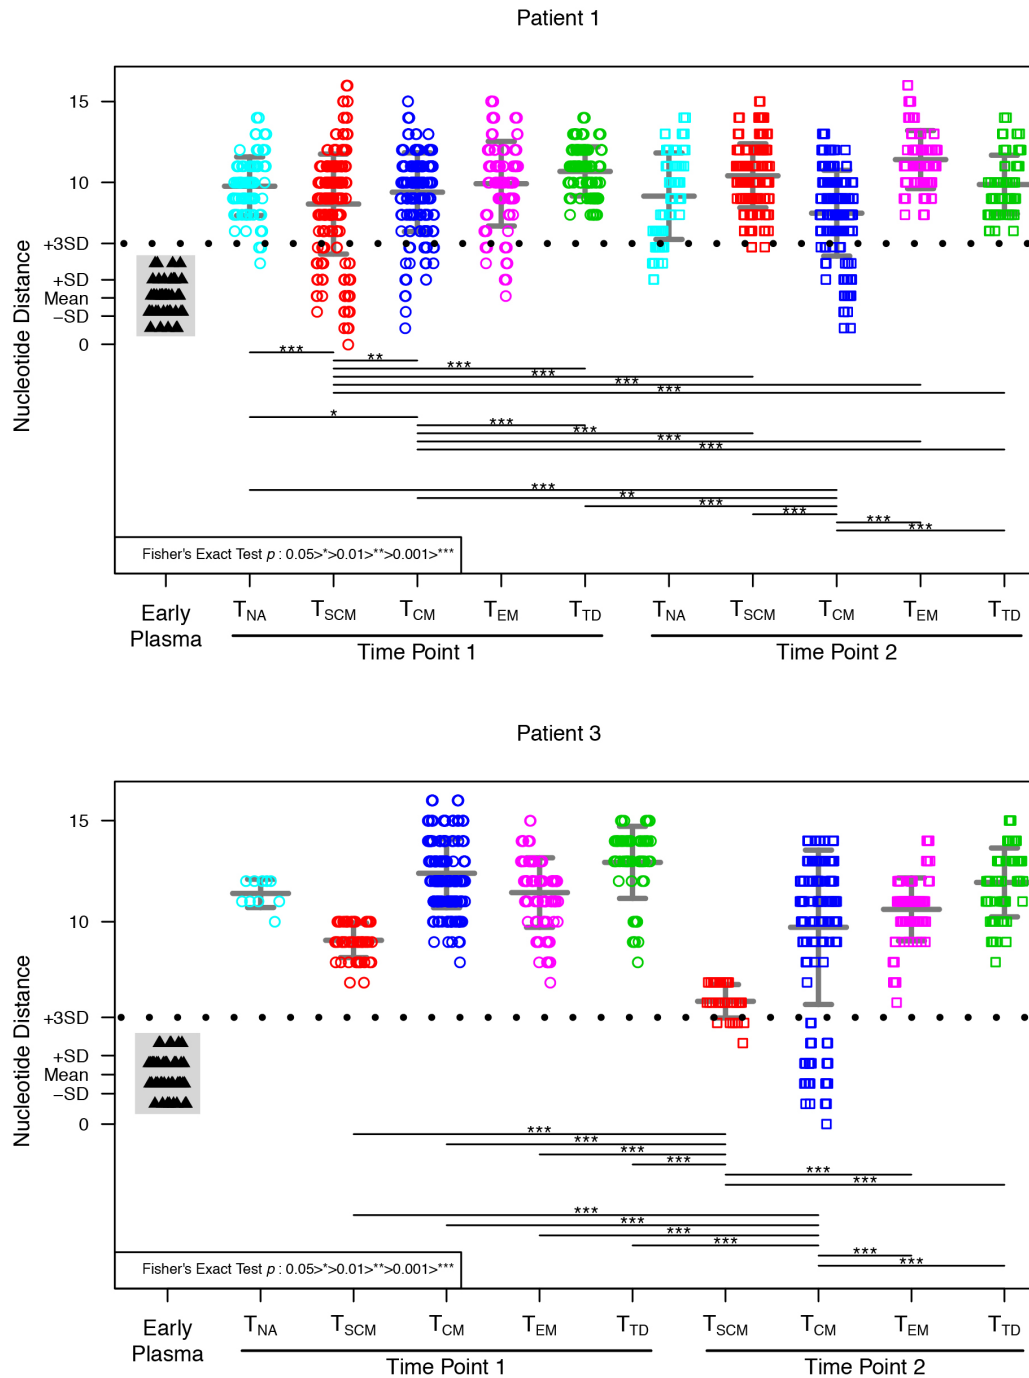 Patient 1
Nucleotide Distance
15
10
+3SD
+SD
Mean
−SD
0
***
**
***
***
***
***
*
***
***
***
***
***
**
***
***
***
***
Fisher's Exact Test p : 0.05>*>0.01>**>0.001>***
Early
Plasma
TNA TSCM TCM TEM TTD TNA TSCM TCM TEM TTD
Time Point 1 Time Point 2
Patient 3
Nucleotide Distance
15
10
+3SD
+SD
Mean
−SD
0
***
***
***
***
***
***
***
***
***
***
***
***
Fisher's Exact Test p : 0.05>*>0.01>**>0.001>***
Early
Plasma
TNA TSCM TCM TEM TTD TSCM TCM TEM TTD
Time Point 1 Time Point 2